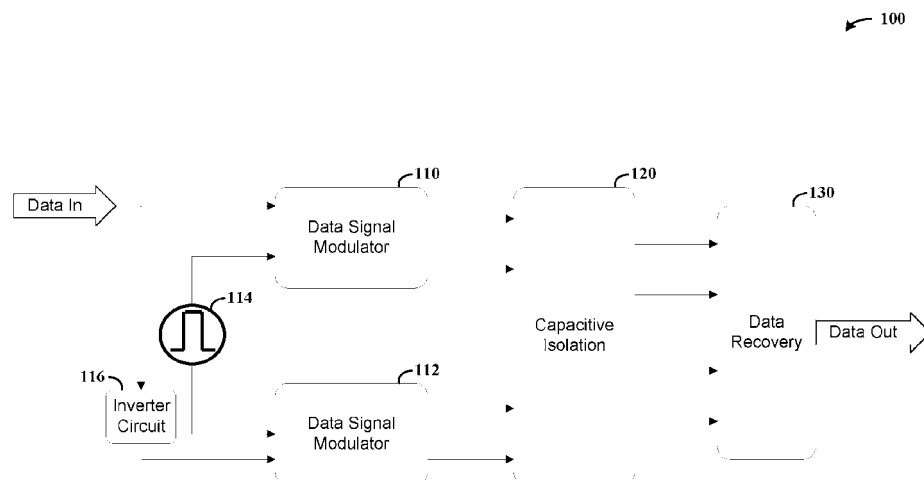 100
110
120
130
Data In
Data Signal
Modulator
114
Capacitive
Isolation
Data
Recovery
Data Out
116
112
Inverter
Circuit
Data Signal
Modulator